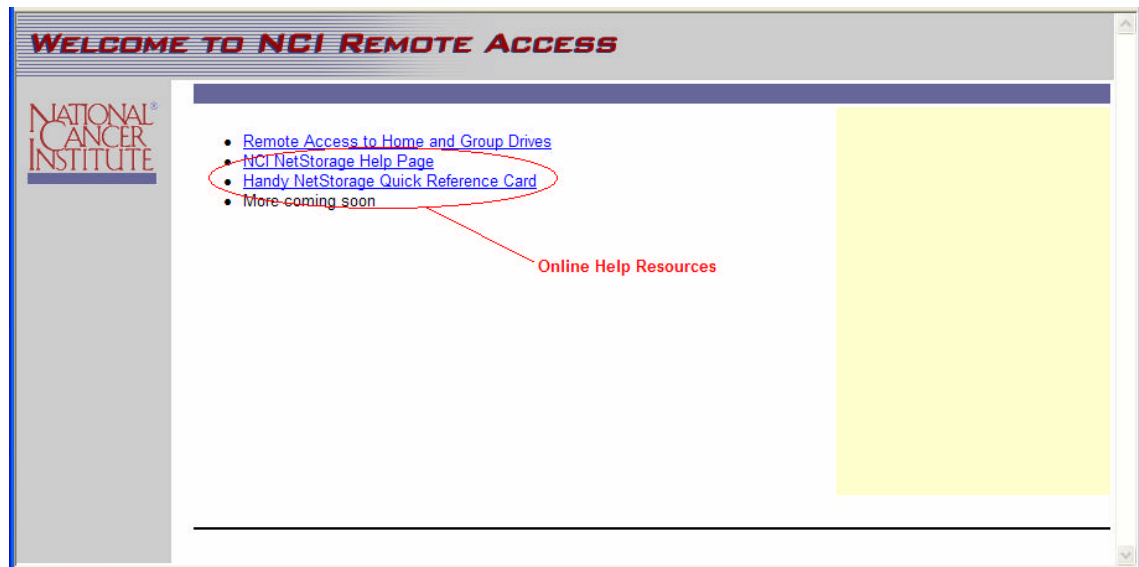 WELCOME TO NCI REMOTE ACCESS
NATIONAL®
CANCER
INSTITUTE
Remote Access to Home and Group Drives
NCI NetStorage Help Page
Handy NetStorage Quick Reference Card
More coming soon
Online Help Resources